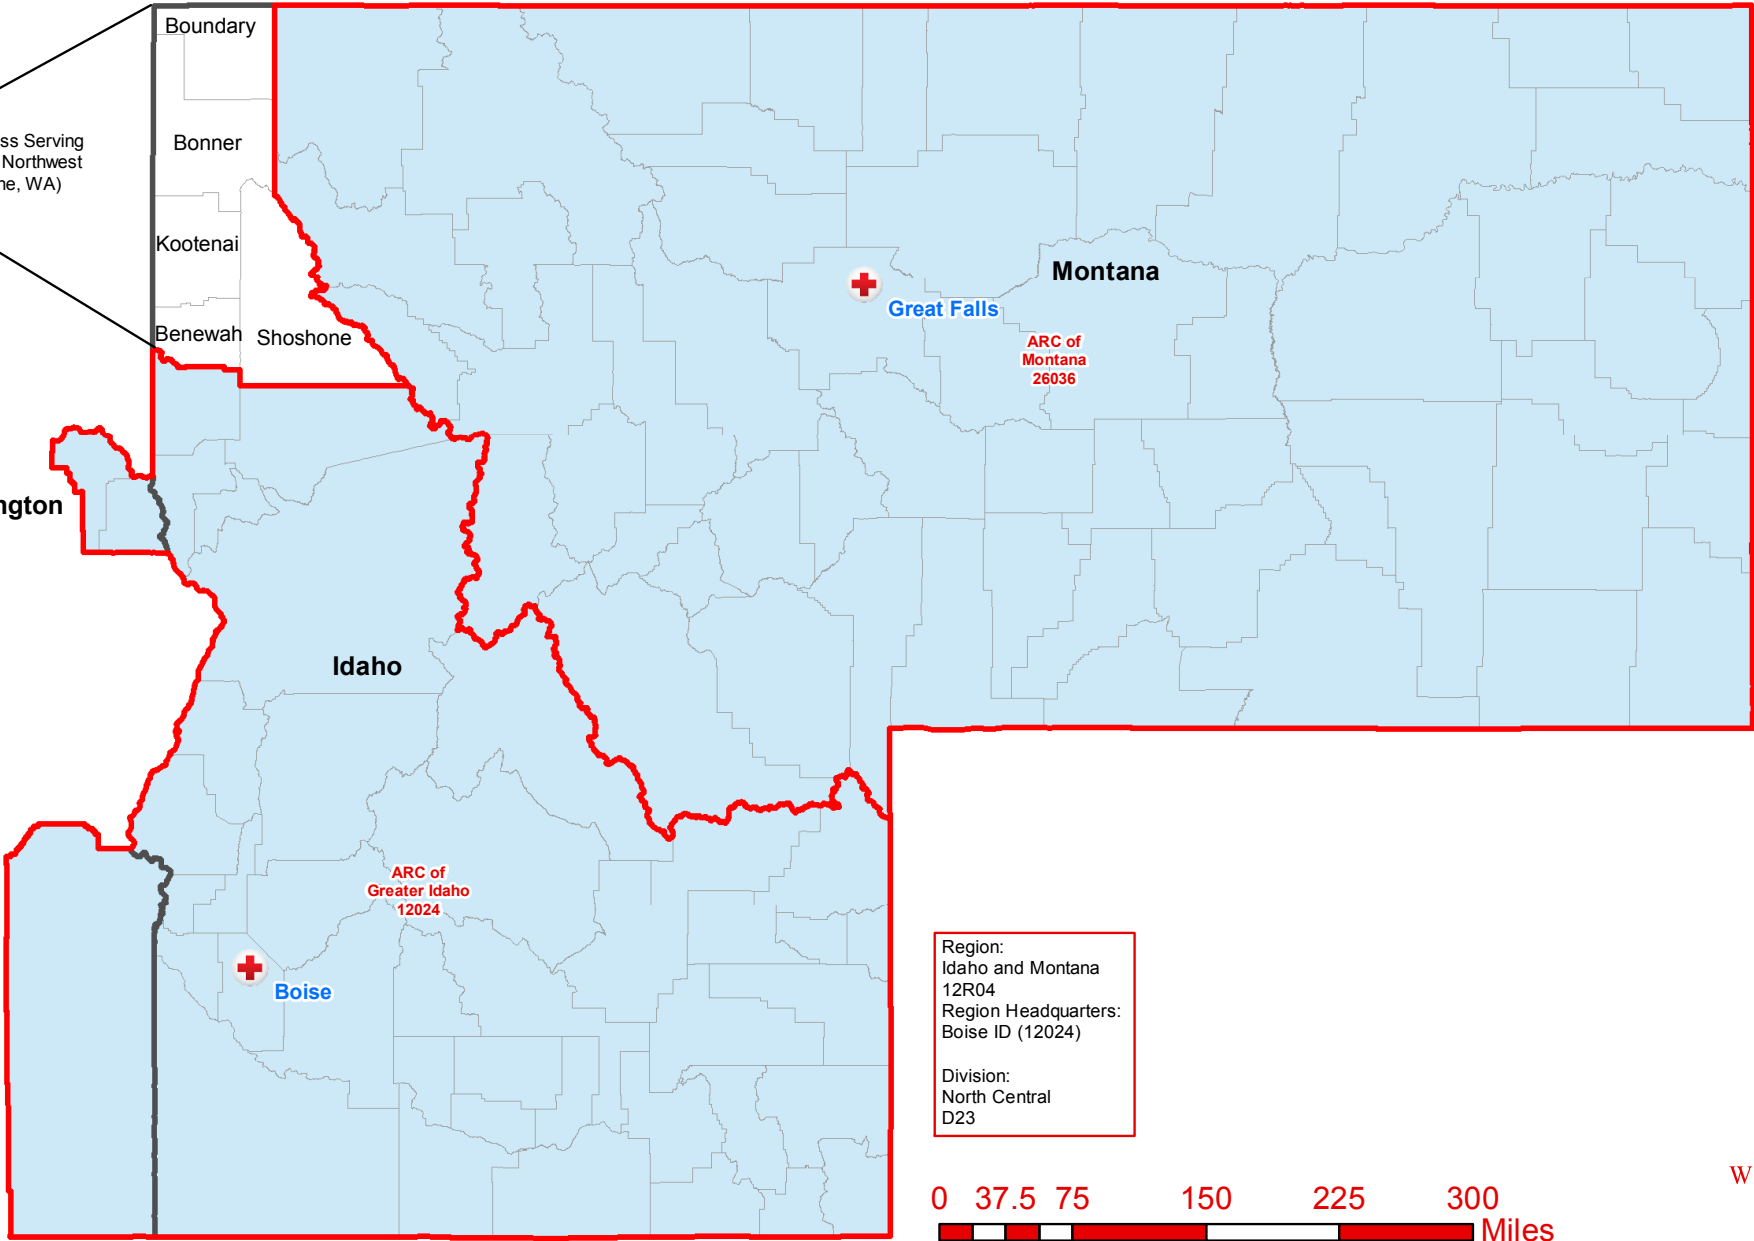 Boundary
Bonner
ss Serving
Northwest
ne, WA)
Kootenai
Benewah
Shoshone
Montana
Great Falls
ARC of
Montana
26036
ngton
Idaho
ARC of
Greater Idaho
12024
Boise
Region:
Idaho and Montana
12R04
Region Headquarters:
Boise ID (12024)
Division:
North Central
D23
W
0 37.5 75 150 225 300
Miles